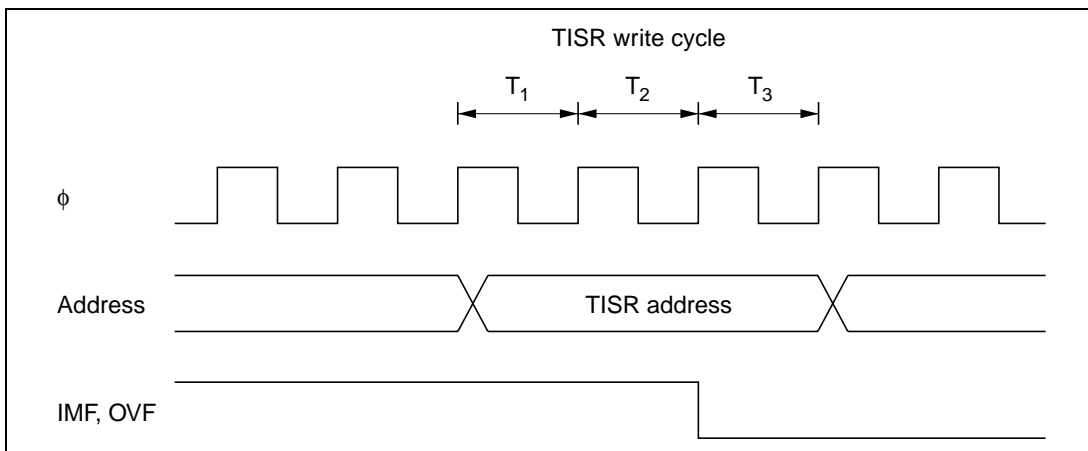 TISR write cycle
T1 T2 T3
ϕ
Address TISR address
IMF, OVF